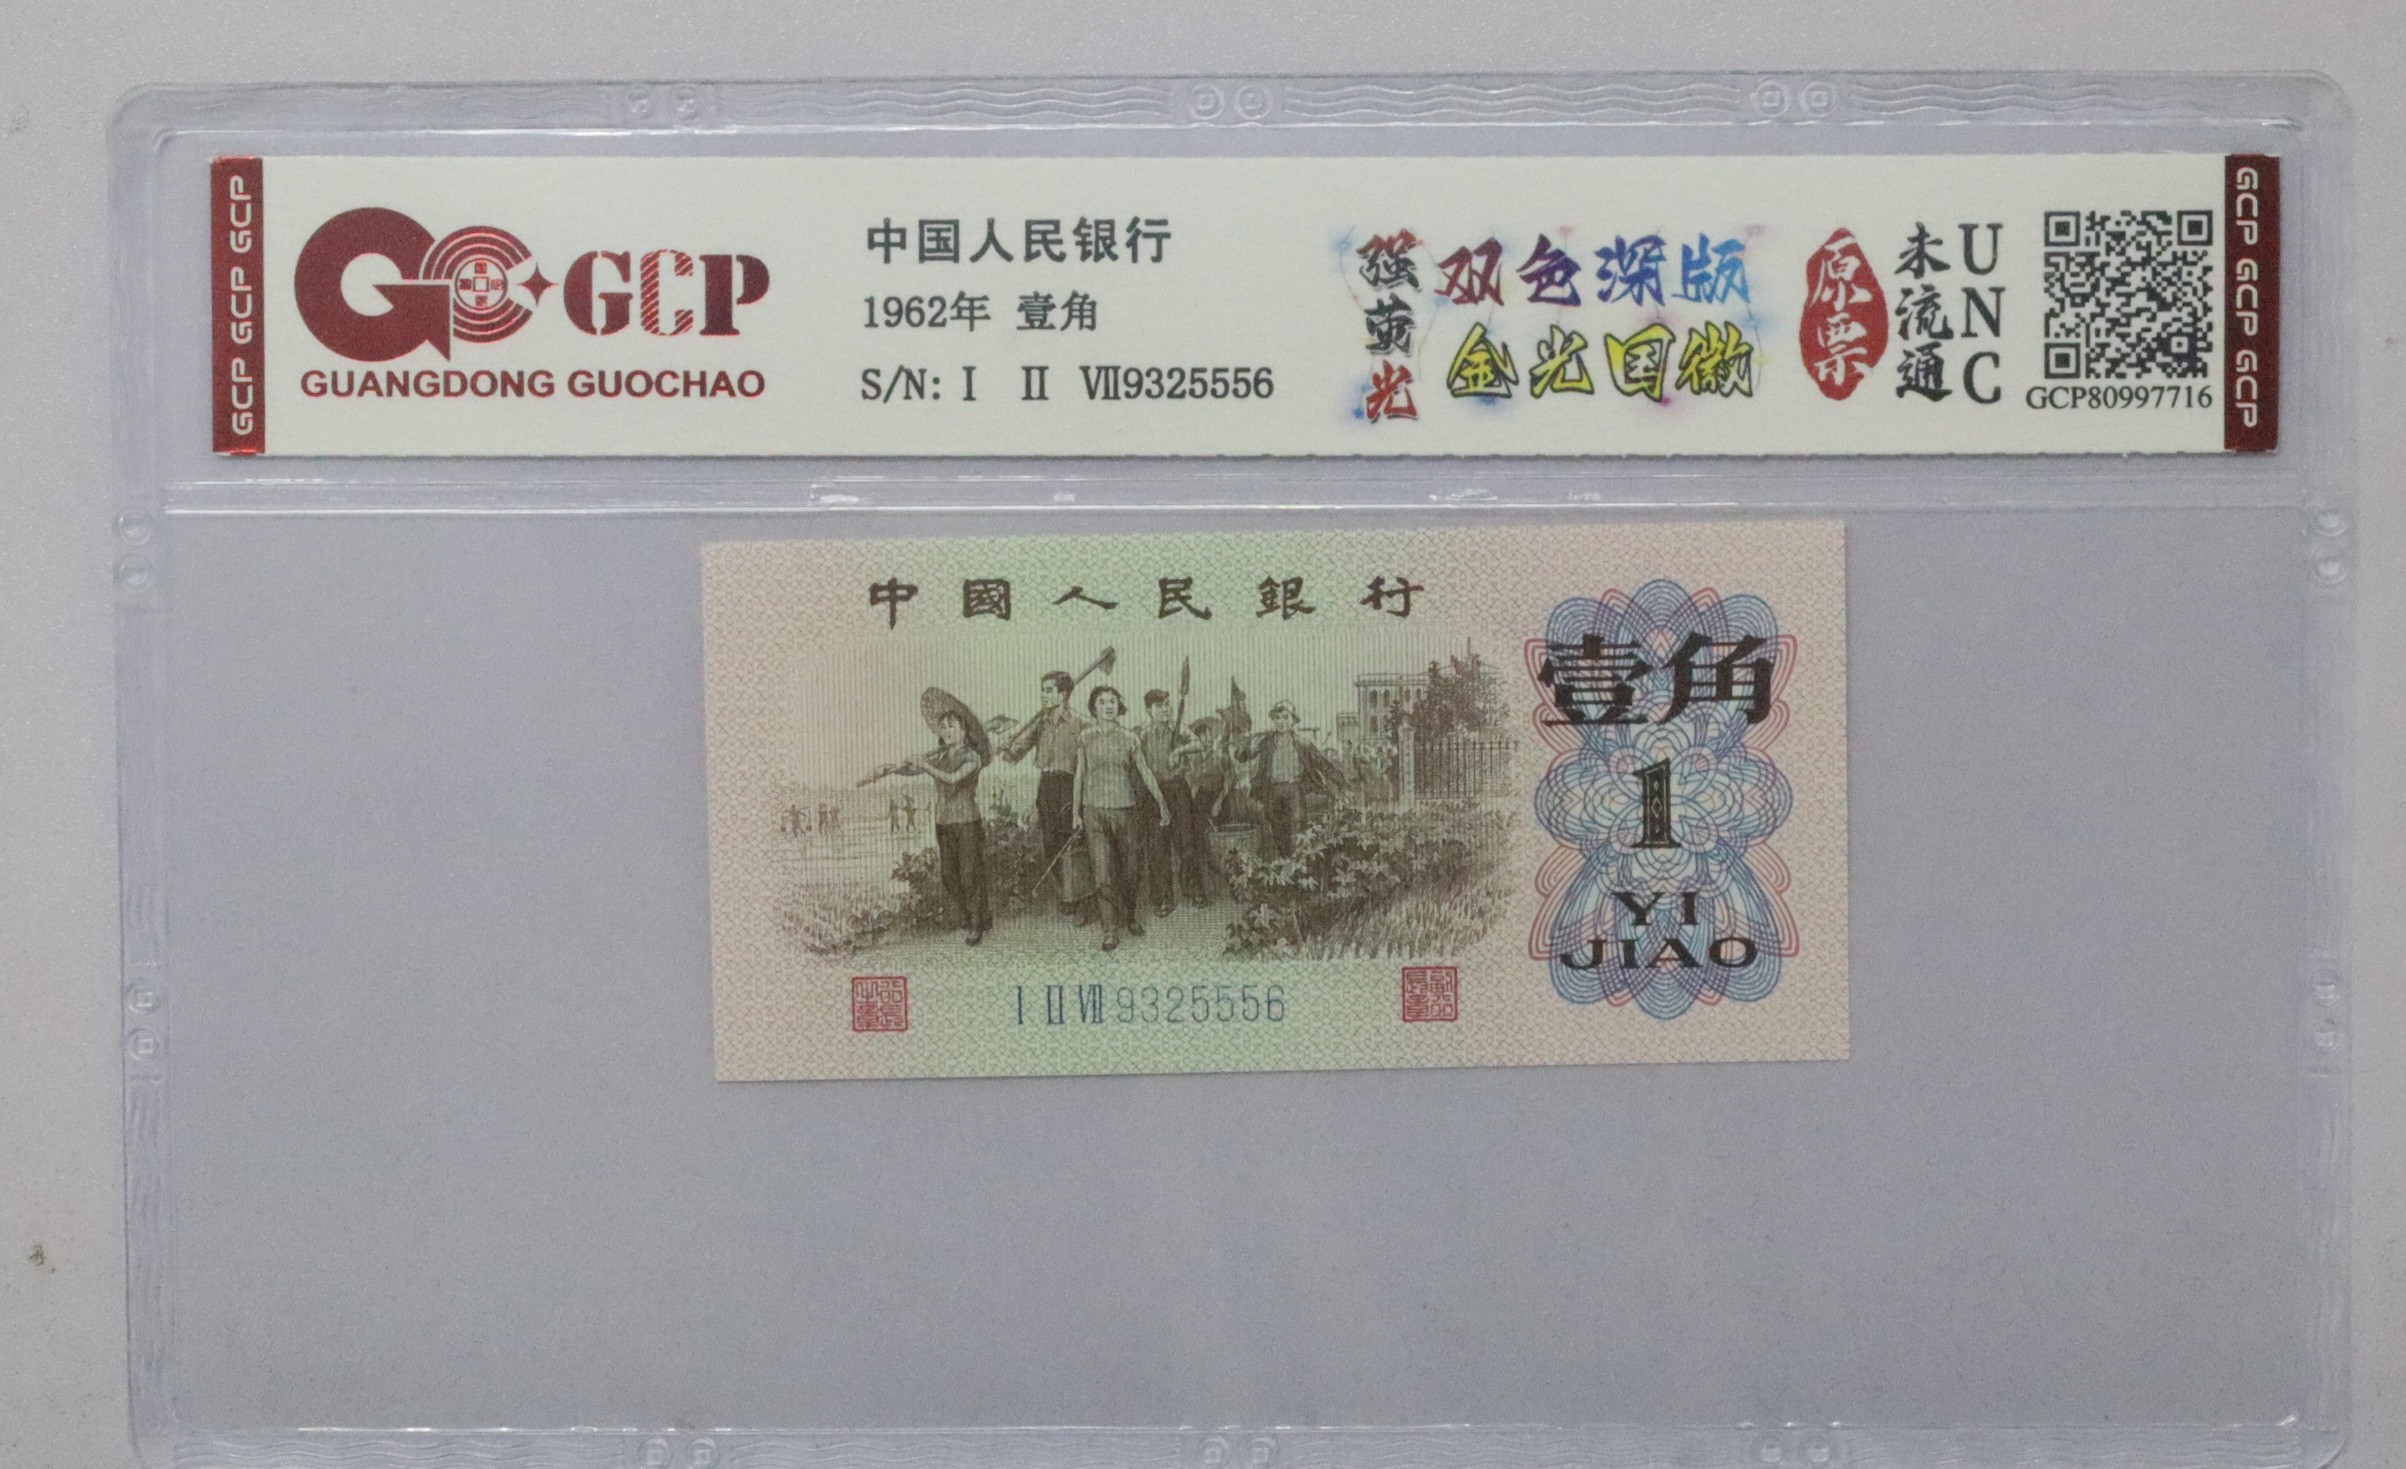 GCP GCP GCP
GCP
GUANGDONG GUOCHAO
中国人民银行
1962年 壹角
S/N: I II VII9325556
强荧光
双色深版
金光国徽
原票
未流通
UNC
GCP80997716
GCP GCP GCP
中國人民銀行
壹角
1
YI
JIAO
I II VII 9325556